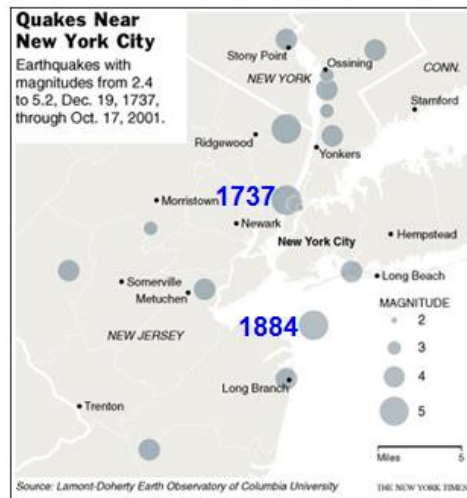 Quakes Near
New York City
Earthquakes with
magnitudes from 2.4
to 5.2, Dec. 19, 1737,
through Oct. 17, 2001.
Stony Point
Ossining
NEW YORK
CONN.
Stamford
Ridgewood
Yonkers
1737
Morristown
Newark
New York City
Hempstead
Somerville
Long Beach
Metuchen
MAGNITUDE
2
3
4
5
1884
NEW JERSEY
Long Branch
Trenton
Miles 5
Source: Lamont-Doherty Earth Observatory of Columbia University
THE NEW YORK TIMES